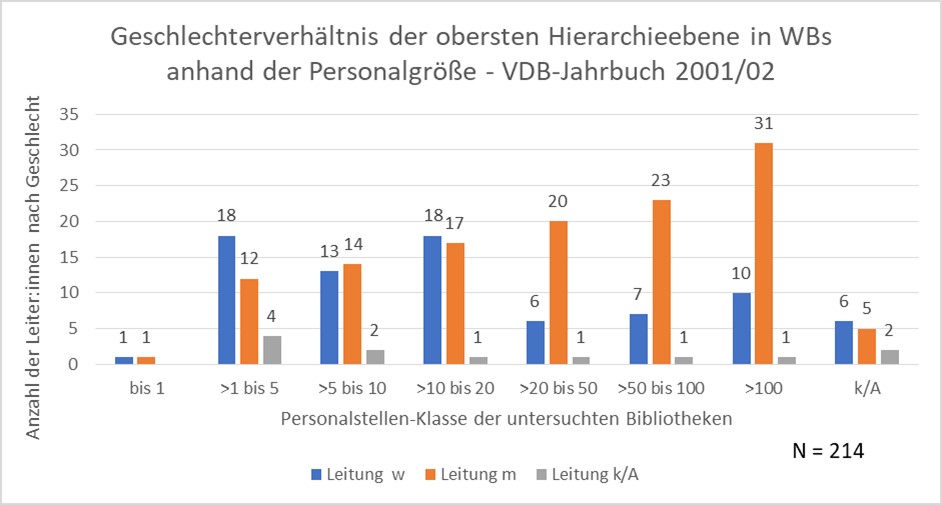 Geschlechterverhältnis der obersten Hierarchieebene in WBs
anhand der Personalgröße - VDB-Jahrbuch 2001/02
Anzahl der Leiter:innen nach Geschlecht
35
30
25
20
15
10
5
0
1 1
18 12 4
13 14 2
18 17 1
6 20 1
7 23 1
10 31 1
6 5 2
bis 1 >1 bis 5 >5 bis 10 >10 bis 20 >20 bis 50 >50 bis 100 >100 k/A
Personalstellen-Klasse der untersuchten Bibliotheken
N = 214
Leitung w Leitung m Leitung k/A